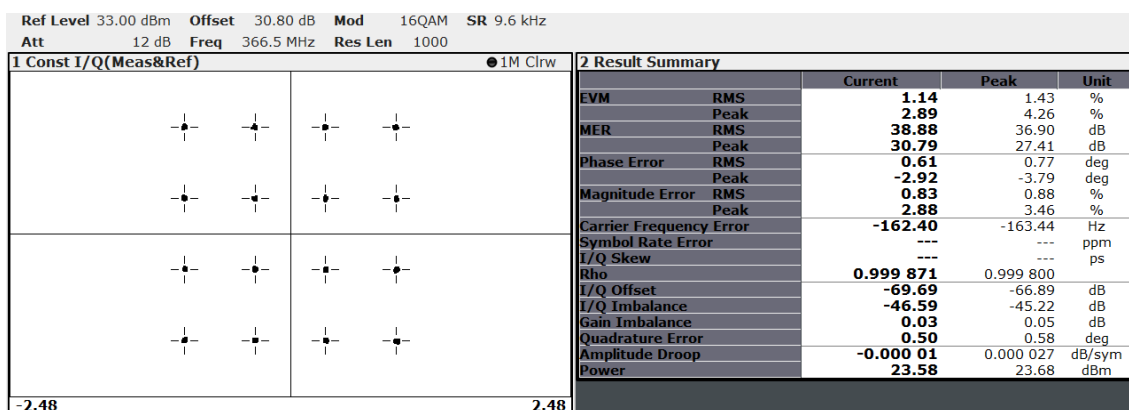 Ref Level 33.00 dBm Offset 30.80 dB Mod 16QAM SR 9.6 kHz
Att 12 dB Freq 366.5 MHz Res Len 1000
1 Const I/Q(Meas&Ref) 1M Clrw
-2.48 2.48
2 Result Summary
Current Peak Unit
EVM RMS 1.14 1.43 %
Peak 2.89 4.26 %
MER RMS 38.88 36.90 dB
Peak 30.79 27.41 dB
Phase Error RMS 0.61 0.77 deg
Peak -2.92 -3.79 deg
Magnitude Error RMS 0.83 0.88 %
Peak 2.88 3.46 %
Carrier Frequency Error -162.40 -163.44 Hz
Symbol Rate Error --- --- ppm
I/Q Skew --- --- ps
Rho 0.999 871 0.999 800
I/Q Offset -69.69 -66.89 dB
I/Q Imbalance -46.59 -45.22 dB
Gain Imbalance 0.03 0.05 dB
Quadrature Error 0.50 0.58 deg
Amplitude Droop -0.000 01 0.000 027 dB/sym
Power 23.58 23.68 dBm